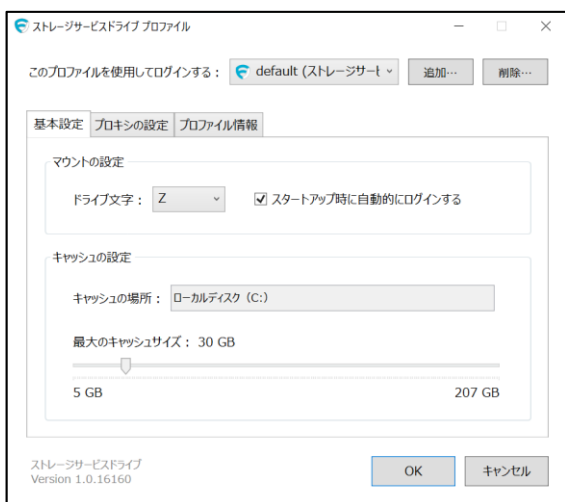 ストレージサービスドライブ プロファイル
このプロファイルを使用してログインする： default (ストレージサーヒ 追加… 削除…
基本設定 プロキシの設定 プロファイル情報
マウントの設定
ドライブ文字： Z スタートアップ時に自動的にログインする
キャッシュの設定
キャッシュの場所： ローカルディスク (C:)
最大のキャッシュサイズ： 30 GB
5 GB 207 GB
ストレージサービスドライブ
Version 1.0.16160
OK キャンセル